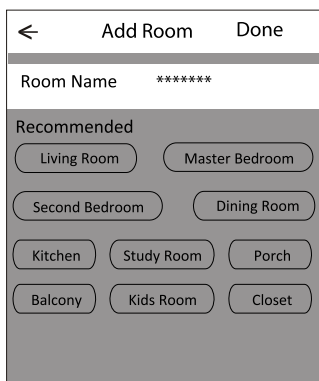 ← Add Room Done
Room Name *******
Recommended
Living Room Master Bedroom
Second Bedroom Dining Room
Kitchen Study Room Porch
Balcony Kids Room Closet